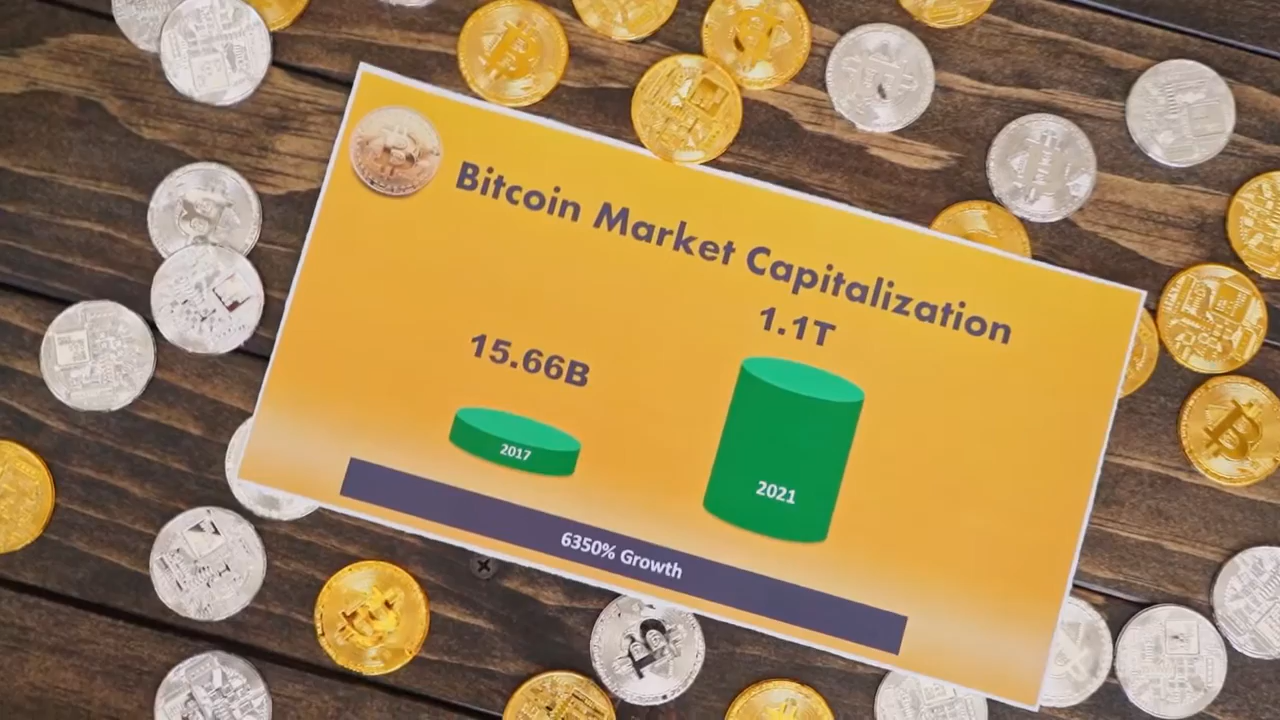 Bitcoin Market Capitalization
15.66B
1.1T
2017
2021
6350% Growth